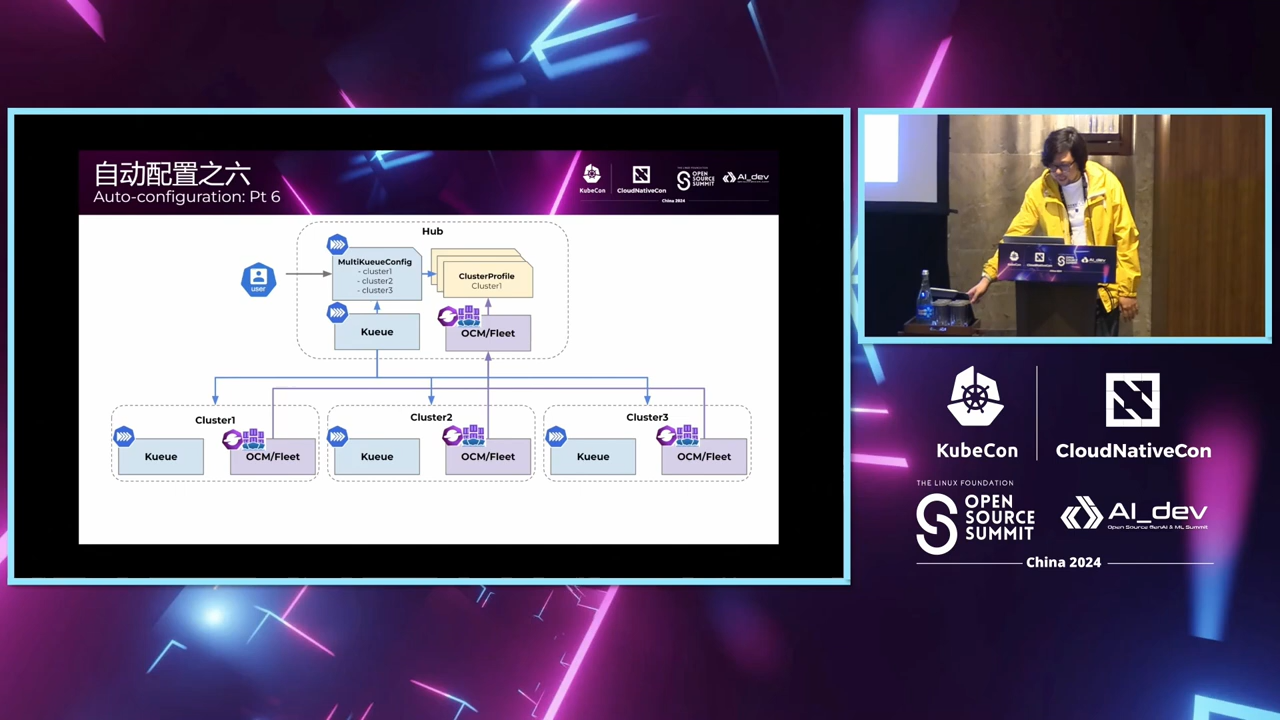 自动配置之六
Auto-configuration: Pt 6
KubeCon
CloudNativeCon
THE LINUX FOUNDATION
OPEN
SOURCE
SUMMIT
AI_dev
China 2024
Hub
user
MultiKueueConfig
- cluster1
- cluster2
- cluster3
ClusterProfile
Cluster1
Kueue
OCM/Fleet
Cluster1
Kueue
OCM/Fleet
Cluster2
Kueue
OCM/Fleet
Cluster3
Kueue
OCM/Fleet
KubeCon
CloudNativeCon
THE LINUX FOUNDATION
OPEN
SOURCE
SUMMIT
AI_dev
Open Source GenAI & ML Summit
China 2024